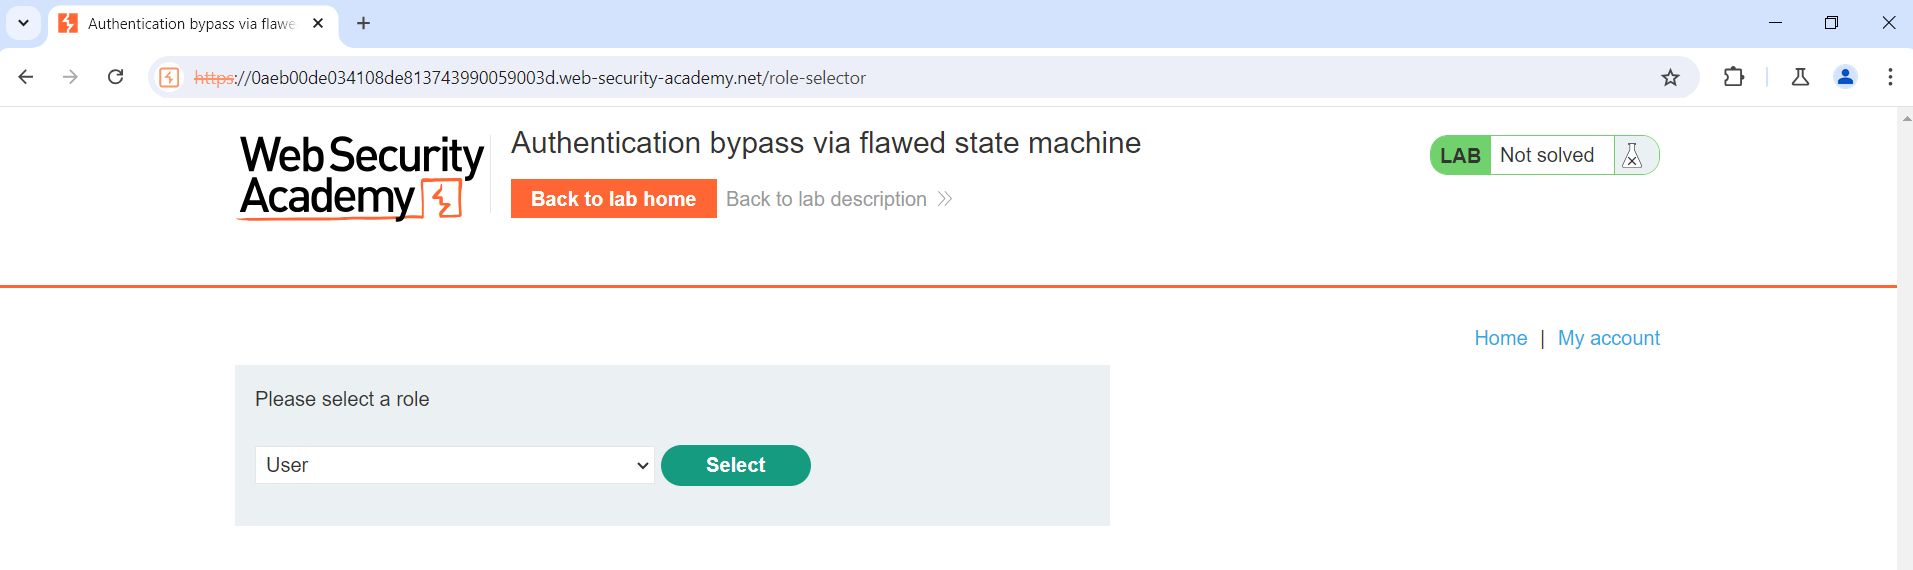 Authentication bypass via flawe
https://0aeb00de034108de813743990059003d.web-security-academy.net/role-selector
Web Security
Academy
Authentication bypass via flawed state machine
Back to lab home
Back to lab description
LAB
Not solved
Home | My account
Please select a role
User
Select